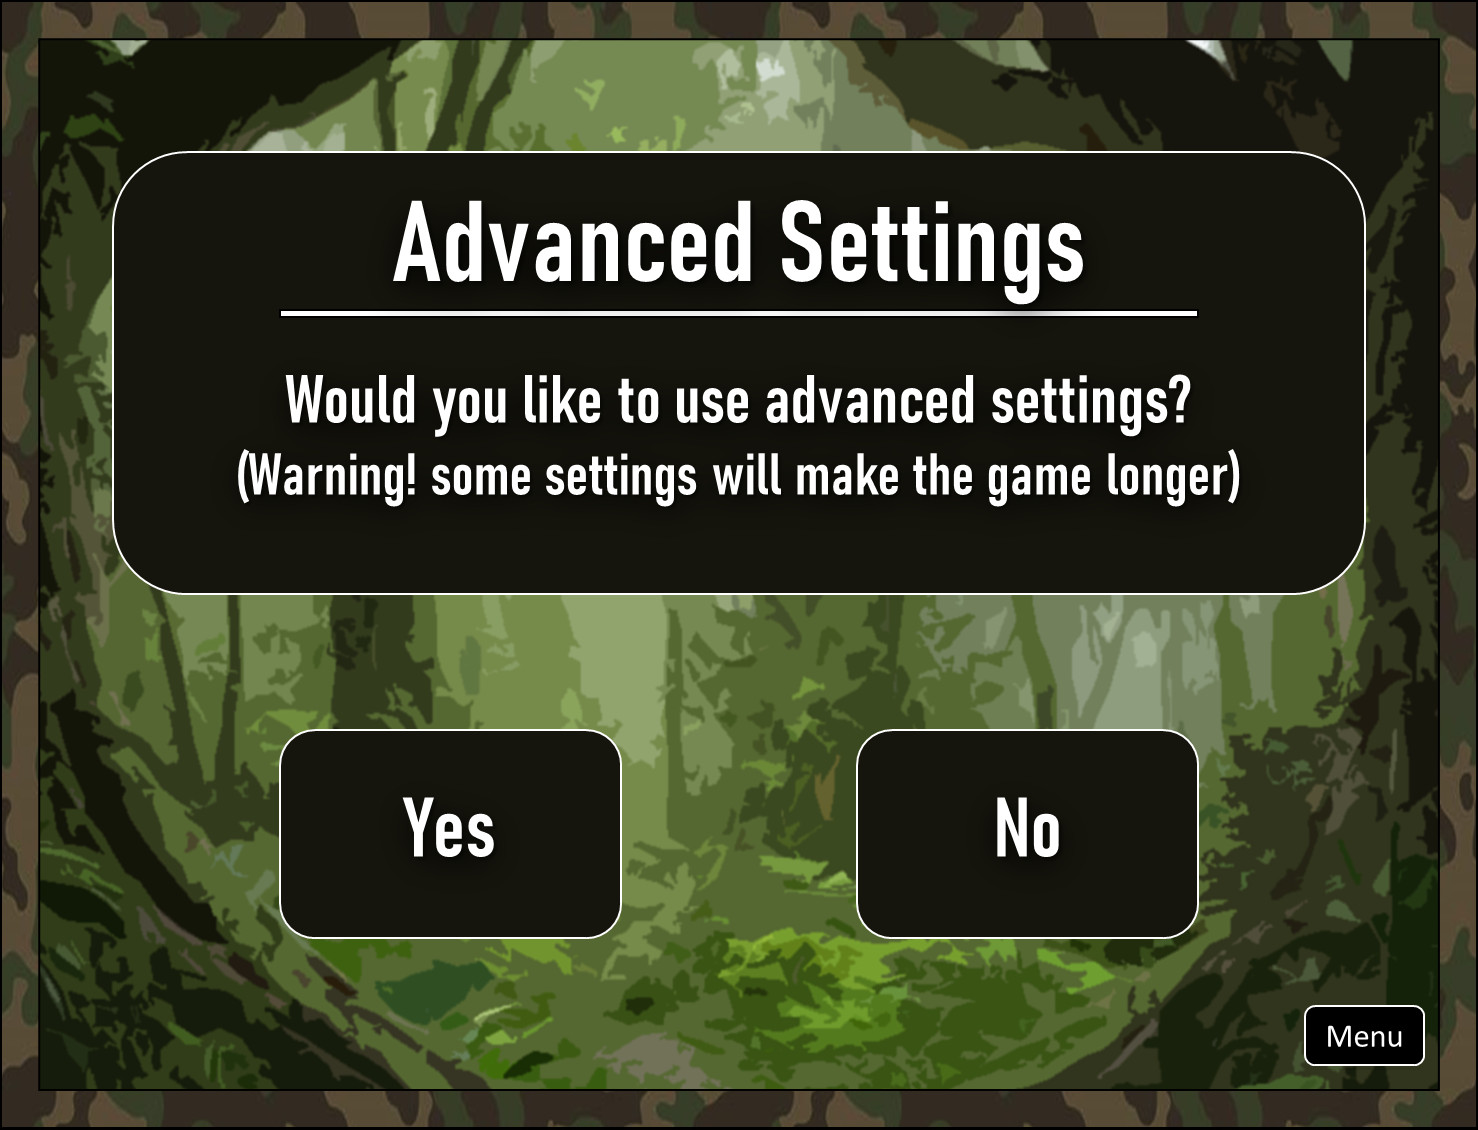 Advanced Settings
Would you like to use advanced settings?
(Warning! some settings will make the game longer)
Yes
No
Menu